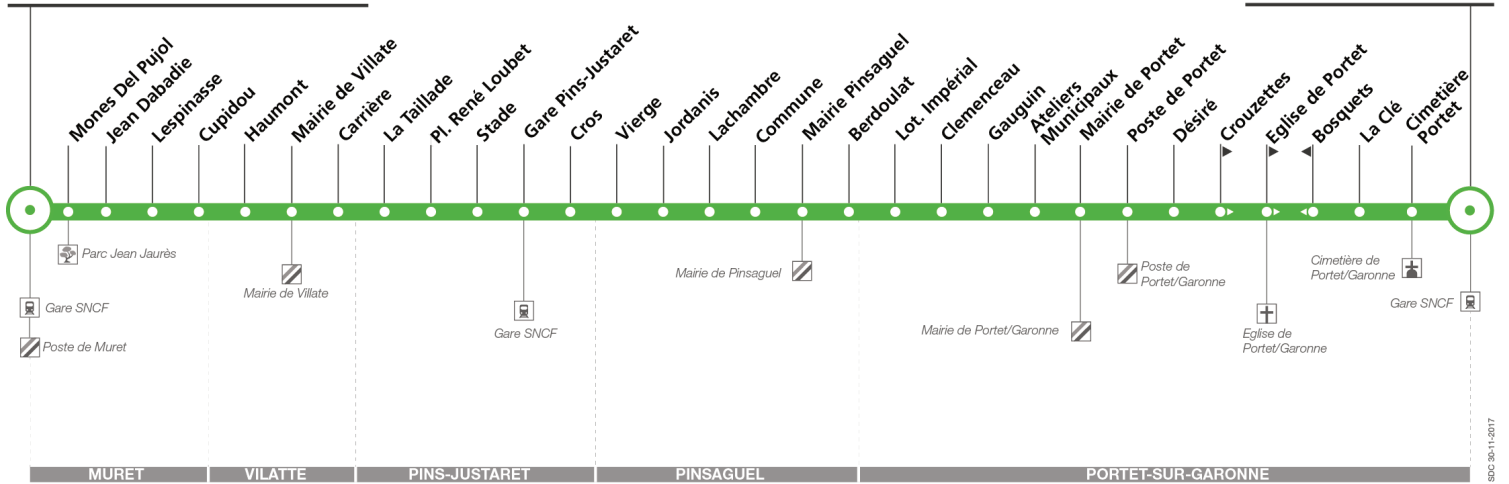 Mones Del Pujol
Jean Dabadie
Lespinasse
Cupidou
Haumont
Mairie de Villate
Carrière
La Taillade
Pl. René Loubet
Stade
Gare Pins-Justaret
Cros
Vierge
Jordanis
Lachambre
Commune
Mairie Pinsaguel
Berdoulat
Lot. Impérial
Clemenceau
Gauguin
Ateliers
Municipaux
Mairie de Portet
Poste de Portet
Désiré
Crouzettes
Eglise de Portet
Bosquets
La Clé
Cimetière
Portet
Parc Jean Jaurès
Gare SNCF
Poste de Muret
Mairie de Villate
Gare SNCF
Mairie de Pinsaguel
Mairie de Portet/Garonne
Poste de
Portet/Garonne
Eglise de
Portet/Garonne
Cimetière de
Portet/Garonne
Gare SNCF
MURET
VILATTE
PINS-JUSTARET
PINSAGUEL
PORTET-SUR-GARONNE
SDC 30-11-2017